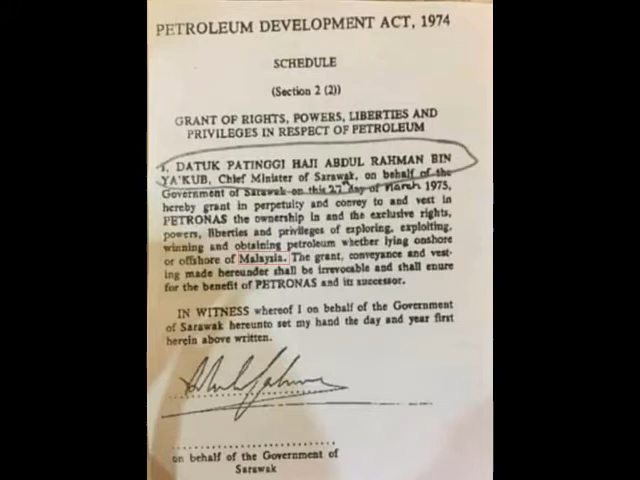 PETROLEUM DEVELOPMENT ACT, 1974
SCHEDULE
(Section 2 (2))
GRANT OF RIGHTS, POWERS, LIBERTIES AND
PRIVILEGES IN RESPECT OF PETROLEUM
I, DATUK PATINGGI HAJI ABDUL RAHMAN BIN
YA'KUB, Chief Minister of Sarawak, on behalf of the
Government of Sarawak on this 27 day of March 1975,
hereby grant in perpetuity and convey to and vest in
PETRONAS the ownership in and the exclusive rights,
powers, liberties and privileges of exploring, exploiting,
winning and obtaining petroleum whether lying onshore
or offshore of Malaysia. The grant, conveyance and vest-
ing made hereunder shall be irrevocable and shall enure
for the benefit of PETRONAS and its successor.
IN WITNESS whereof I on behalf of the Government
of Sarawak hereunto set my hand the day and year first
herein above written.
on behalf of the Government of
Sarawak